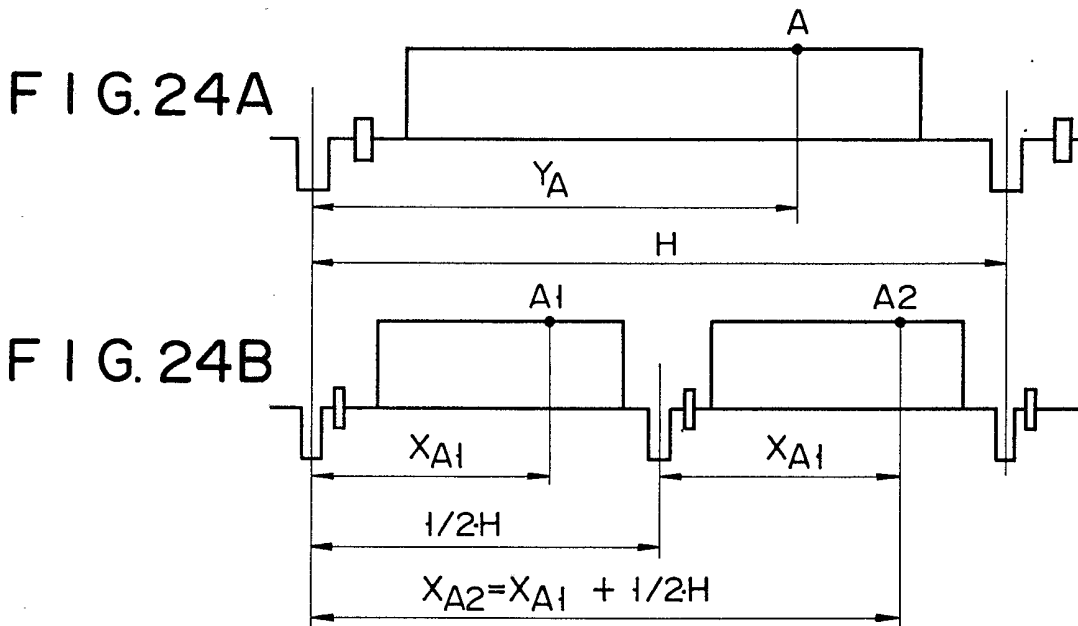 FIG. 24A
A
YA
H
FIG. 24B
A1
A2
XA1
XA1
1/2·H
XA2=XA1 + 1/2·H